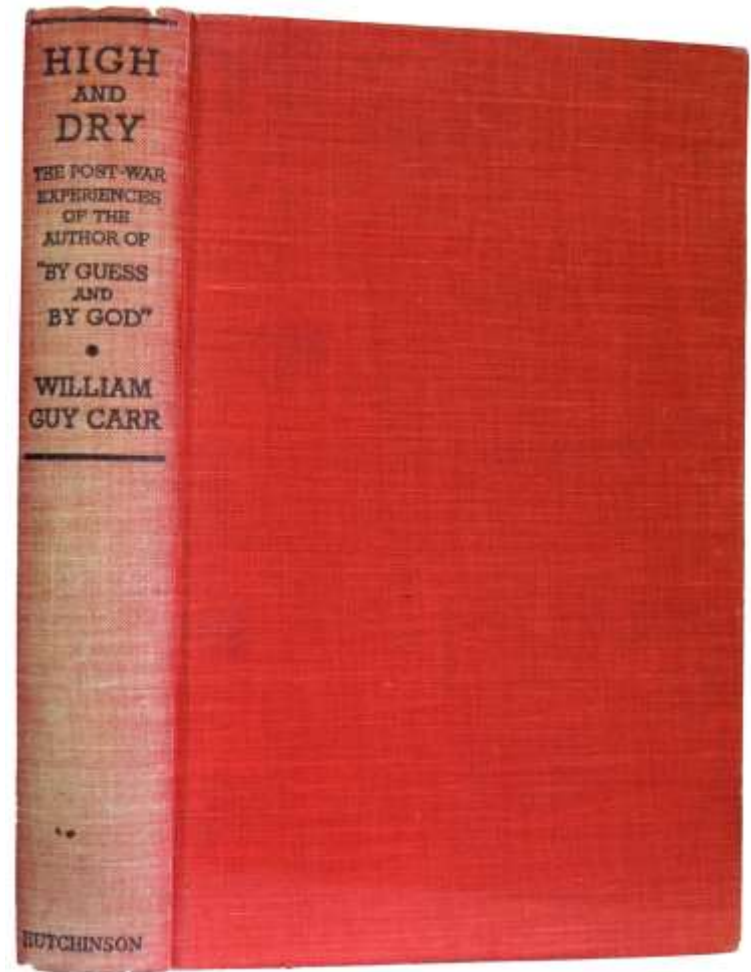 HIGH
AND
DRY
THE POST-WAR
EXPERIENCES
OF THE
AUTHOR OF
"BY GUESS
AND
BY GOD"
•
WILLIAM
GUY CARR
HUTCHINSON